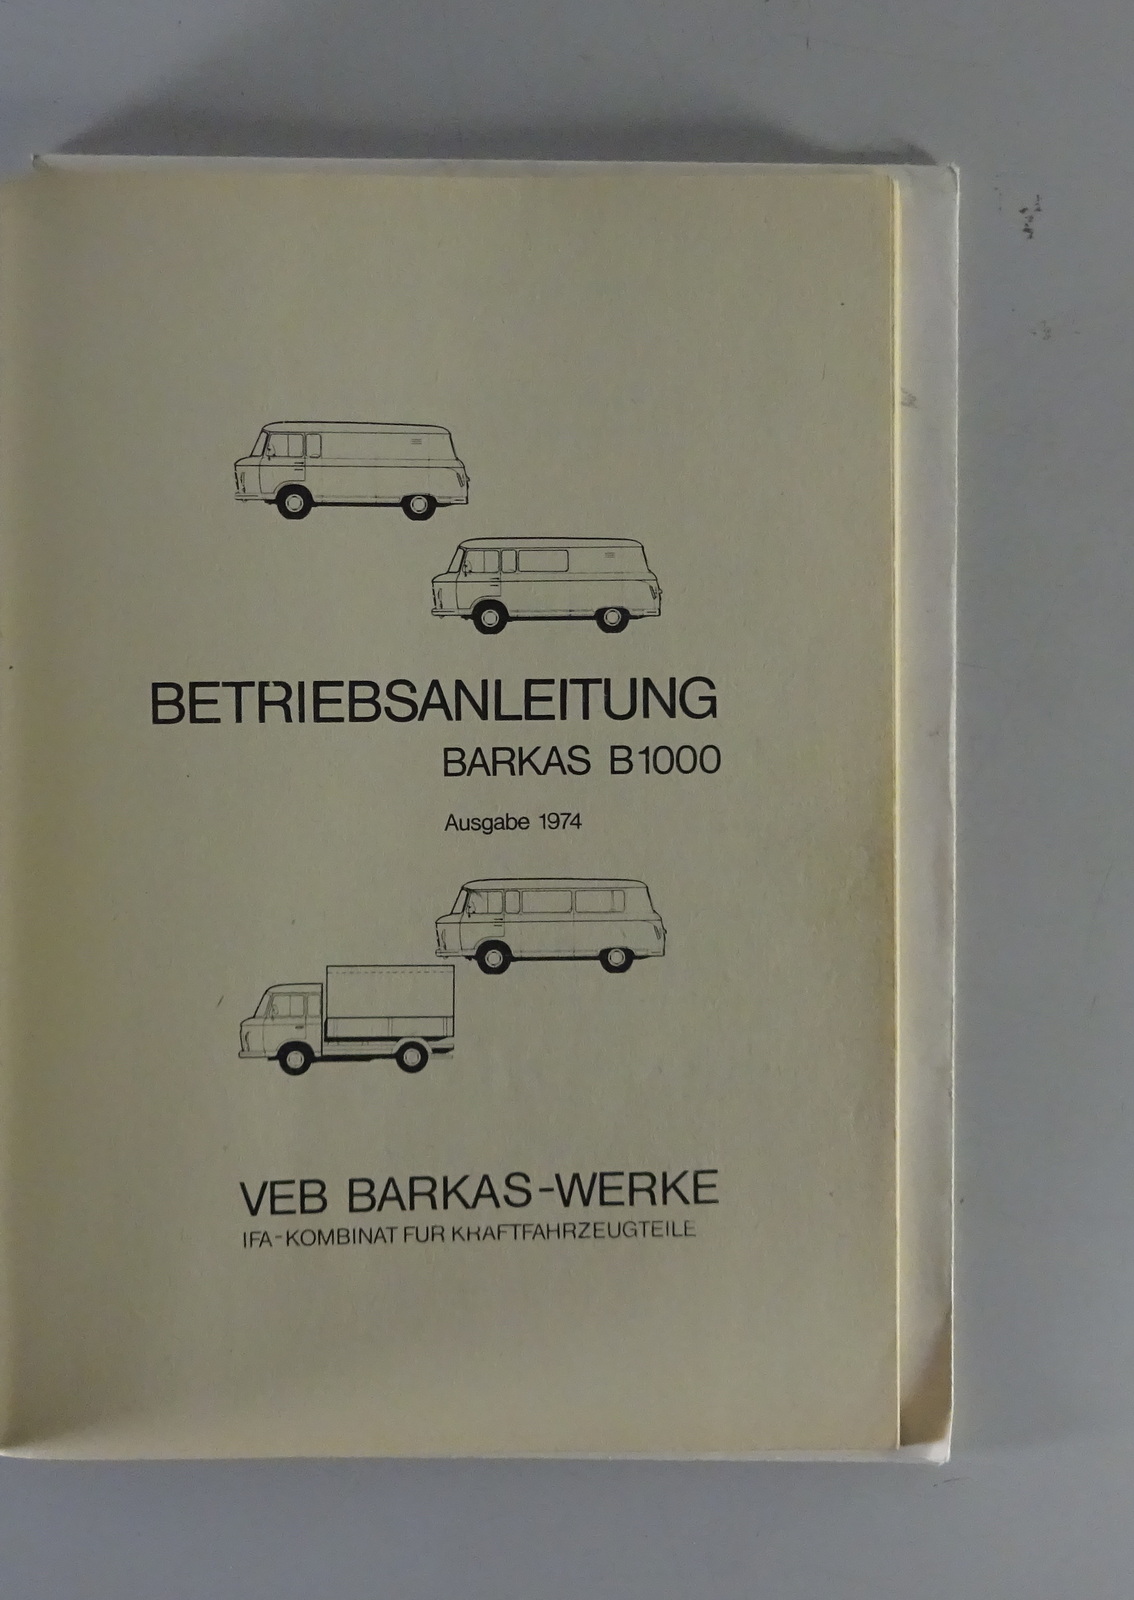 BETRIEBSANLEITUNG
BARKAS B1000
Ausgabe 1974
VEB BARKAS-WERKE
IFA-KOMBINAT FUR KRAFTFAHRZEUGTEILE